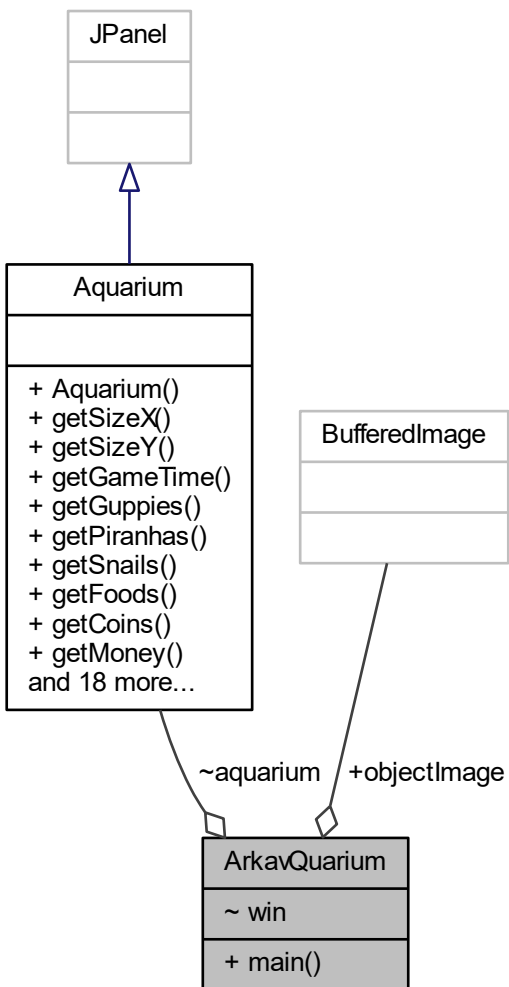 JPanel
Aquarium
+ Aquarium()
+ getSizeX()
+ getSizeY()
+ getGameTime()
+ getGuppies()
+ getPiranhas()
+ getSnails()
+ getFoods()
+ getCoins()
+ getMoney()
and 18 more...
BufferedImage
~aquarium
+objectImage
ArkavQuarium
~ win
+ main()